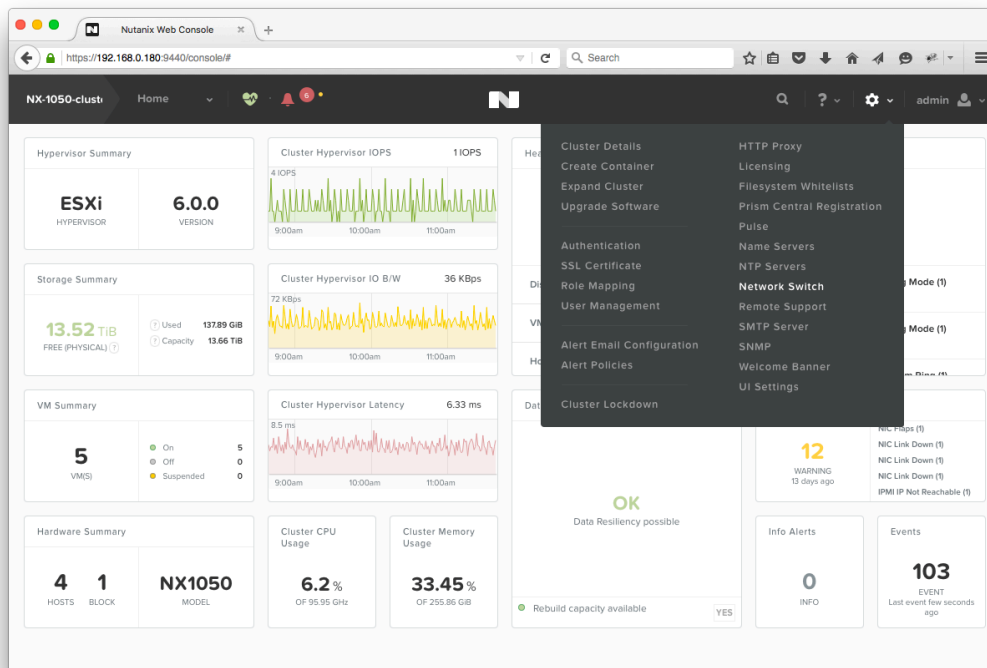 Nutanix Web Console
https://192.168.0.180:9440/console/#
Search
NX-1050-clust
Home
6
?
admin
Hypervisor Summary
ESXi
HYPERVISOR
6.0.0
VERSION
Cluster Hypervisor IOPS
1 IOPS
4 IOPS
9:00am
10:00am
11:00am
Hea
Cluster Details
Create Container
Expand Cluster
Upgrade Software
Authentication
SSL Certificate
Role Mapping
User Management
Alert Email Configuration
Alert Policies
Cluster Lockdown
HTTP Proxy
Licensing
Filesystem Whitelists
Prism Central Registration
Pulse
Name Servers
NTP Servers
Network Switch
Remote Support
SMTP Server
SNMP
Welcome Banner
UI Settings
Storage Summary
13.52 TiB
FREE (PHYSICAL) ?
? Used 137.89 GiB
? Capacity 13.66 TiB
Cluster Hypervisor IO B/W
36 KBps
72 KBps
9:00am
10:00am
11:00am
Di
VM
Ho
Mode (1)
Mode (1)
VM Summary
5
VM(S)
On 5
Off 0
Suspended 0
Cluster Hypervisor Latency
6.33 ms
8.5 ms
9:00am
10:00am
11:00am
Dat
OK
Data Resiliency possible
Rebuild capacity available
YES
12
WARNING
13 days ago
NIC Flaps (1)
NIC Link Down (1)
NIC Link Down (1)
NIC Link Down (1)
IPMI IP Not Reachable (1)
Hardware Summary
4
HOSTS
1
BLOCK
NX1050
MODEL
Cluster CPU
Usage
6.2 %
OF 95.95 GHz
Cluster Memory
Usage
33.45 %
OF 255.86 GiB
Info Alerts
0
INFO
Events
103
EVENT
Last event few seconds
ago